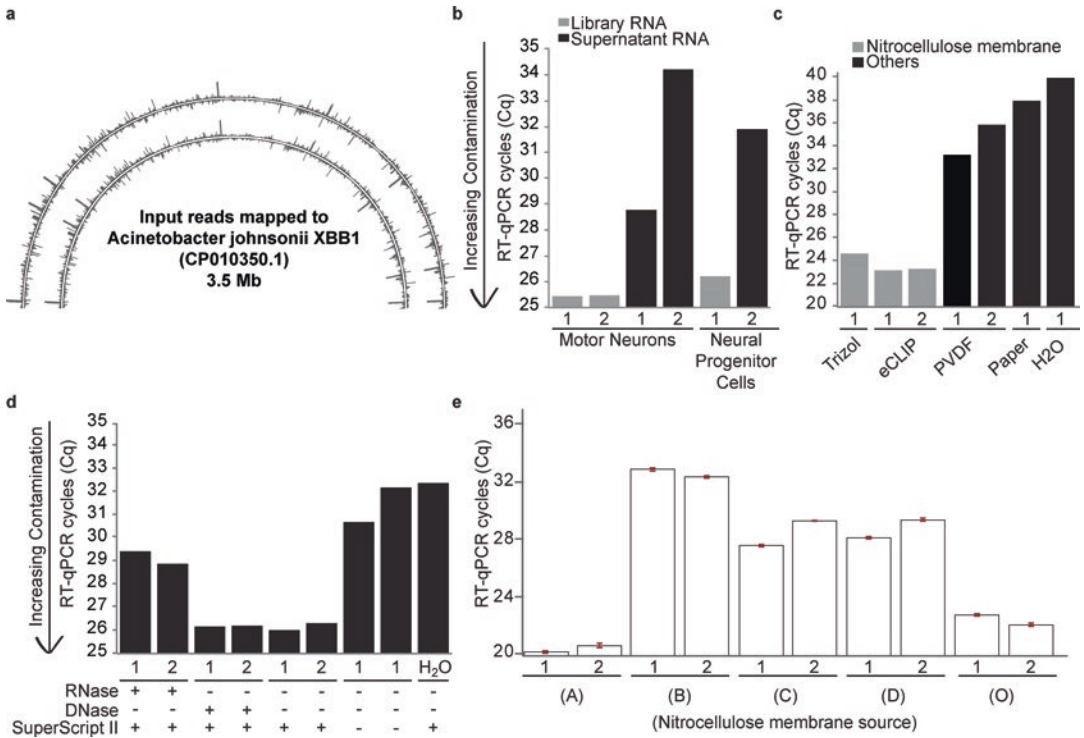 a
Input reads mapped to
Acinetobacter johnsonii XBB1
(CP010350.1)
3.5 Mb
b
Library RNA
Supernatant RNA
Increasing Contamination
RT-qPCR cycles (Cq)
35
34
33
32
31
30
29
28
27
26
25
1 2 1 2 1 2
Motor Neurons
Neural
Progenitor
Cells
c
Nitrocellulose membrane
Others
RT-qPCR cycles (Cq)
40
38
36
34
32
30
28
26
24
22
20
1 1 2 1 2 1 1
Trizol
eCLIP
PVDF
Paper
H2O
d
Increasing Contamination
RT-qPCR cycles (Cq)
35
34
33
32
31
30
29
28
27
26
25
1 2 1 2 1 2 1 1 H2O
RNase + + - - - - - - -
DNase - - + + - - - - -
SuperScript II + + + + + + - - +
e
RT-qPCR cycles (Cq)
36
32
28
24
20
1 2 1 2 1 2 1 2 1 2
(A) (B) (C) (D) (O)
(Nitrocellulose membrane source)